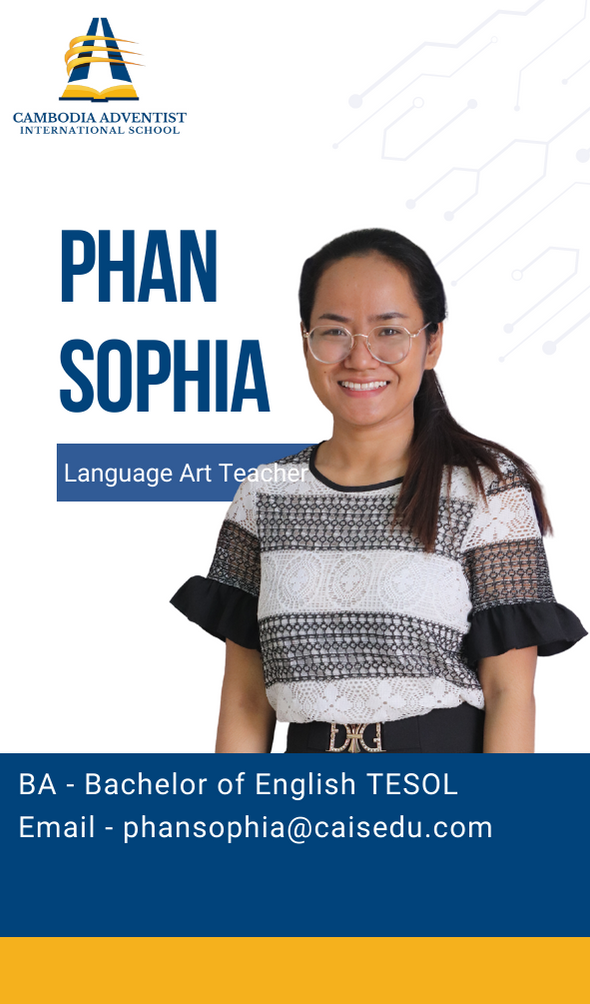 CAMBODIA ADVENTIST
INTERNATIONAL SCHOOL
PHAN
SOPHIA
Language Art Teacher
BA - Bachelor of English TESOL
Email - phansophia@caisedu.com